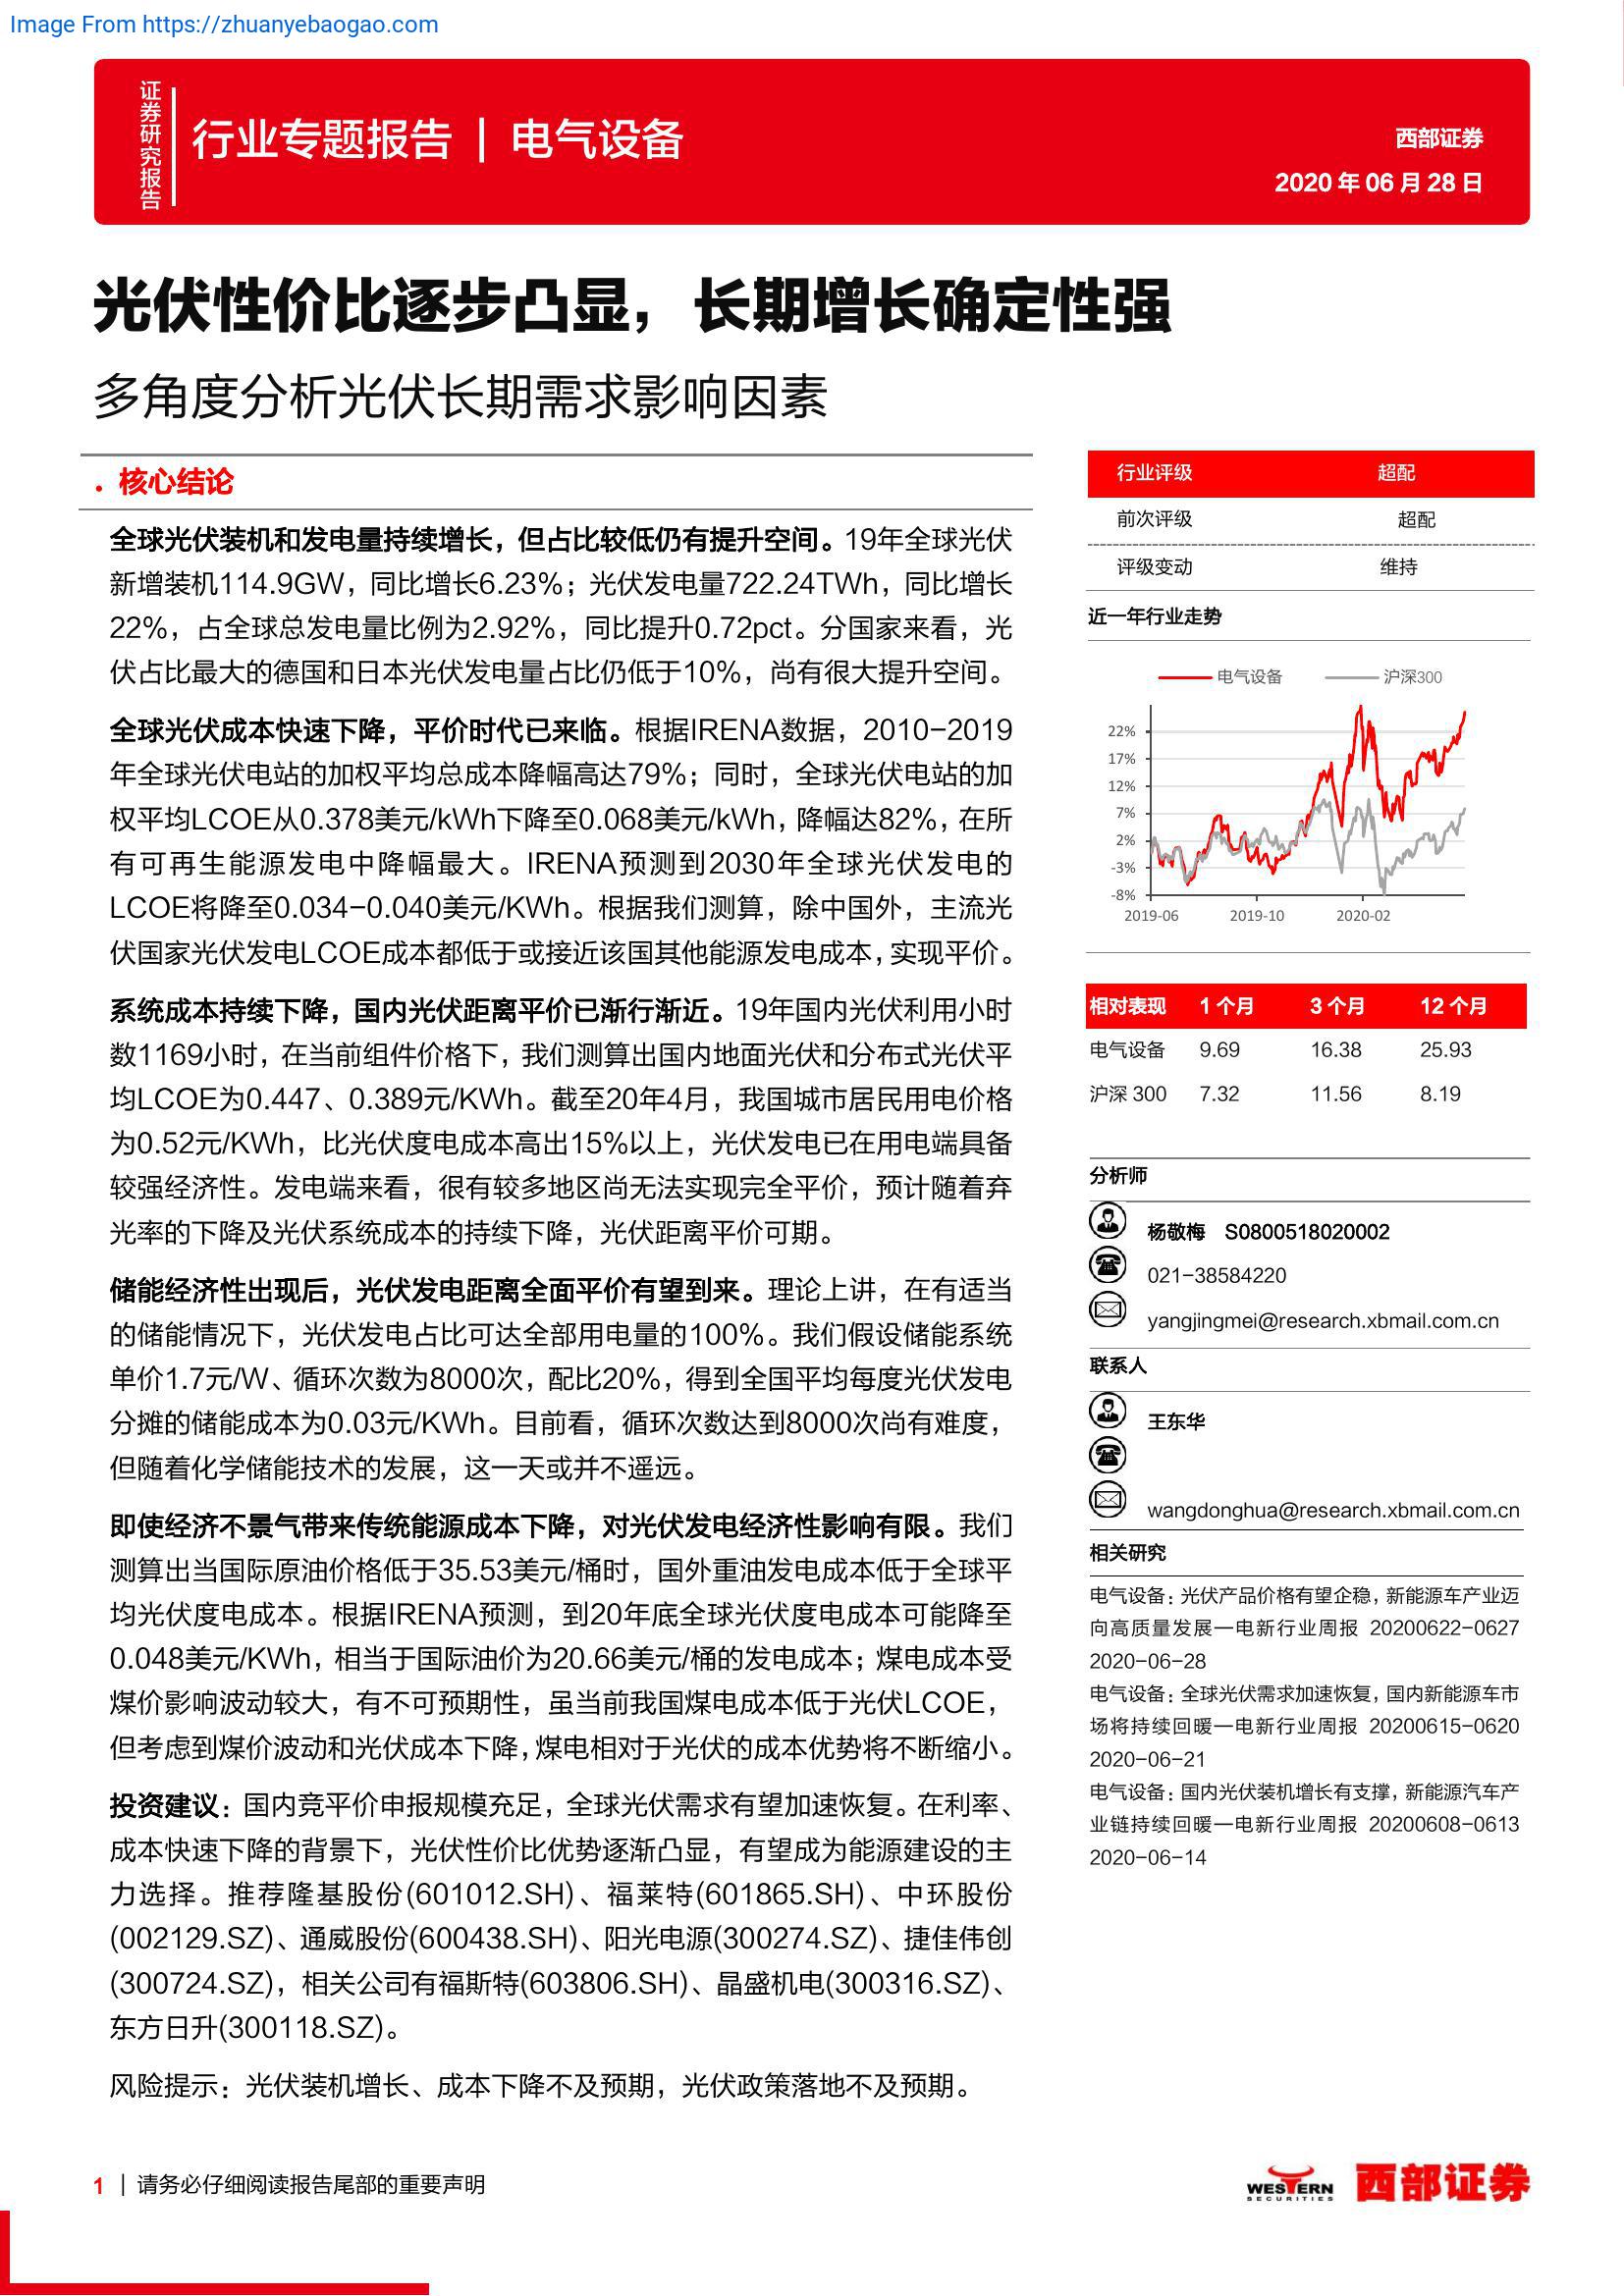 Image From https://zhuanyebaogao.com
证券研究报告
行业专题报告 | 电气设备
西部证券
2020 年 06 月 28 日
光伏性价比逐步凸显，长期增长确定性强
多角度分析光伏长期需求影响因素
• 核心结论
全球光伏装机和发电量持续增长，但占比较低仍有提升空间。19年全球光伏
新增装机114.9GW，同比增长6.23%；光伏发电量722.24TWh，同比增长
22%，占全球总发电量比例为2.92%，同比提升0.72pct。分国家来看，光
伏占比最大的德国和日本光伏发电量占比仍低于10%，尚有很大提升空间。
全球光伏成本快速下降，平价时代已来临。根据IRENA数据，2010-2019
年全球光伏电站的加权平均总成本降幅高达79%；同时，全球光伏电站的加
权平均LCOE从0.378美元/kWh下降至0.068美元/kWh，降幅达82%，在所
有可再生能源发电中降幅最大。IRENA预测到2030年全球光伏发电的
LCOE将降至0.034-0.040美元/KWh。根据我们测算，除中国外，主流光
伏国家光伏发电LCOE成本都低于或接近该国其他能源发电成本，实现平价。
系统成本持续下降，国内光伏距离平价已渐行渐近。19年国内光伏利用小时
数1169小时，在当前组件价格下，我们测算出国内地面光伏和分布式光伏平
均LCOE为0.447、0.389元/KWh。截至20年4月，我国城市居民用电价格
为0.52元/KWh，比光伏度电成本高出15%以上，光伏发电已在用电端具备
较强经济性。发电端来看，很有较多地区尚无法实现完全平价，预计随着弃
光率的下降及光伏系统成本的持续下降，光伏距离平价可期。
储能经济性出现后，光伏发电距离全面平价有望到来。理论上讲，在有适当
的储能情况下，光伏发电占比可达全部用电量的100%。我们假设储能系统
单价1.7元/W、循环次数为8000次，配比20%，得到全国平均每度光伏发电
分摊的储能成本为0.03元/KWh。目前看，循环次数达到8000次尚有难度，
但随着化学储能技术的发展，这一天或并不遥远。
即使经济不景气带来传统能源成本下降，对光伏发电经济性影响有限。我们
测算出当国际原油价格低于35.53美元/桶时，国外重油发电成本低于全球平
均光伏度电成本。根据IRENA预测，到20年底全球光伏度电成本可能降至
0.048美元/KWh，相当于国际油价为20.66美元/桶的发电成本；煤电成本受
煤价影响波动较大，有不可预期性，虽当前我国煤电成本低于光伏LCOE，
但考虑到煤价波动和光伏成本下降，煤电相对于光伏的成本优势将不断缩小。
投资建议：国内竞平价申报规模充足，全球光伏需求有望加速恢复。在利率、
成本快速下降的背景下，光伏性价比优势逐渐凸显，有望成为能源建设的主
力选择。推荐隆基股份(601012.SH)、福莱特(601865.SH)、中环股份
(002129.SZ)、通威股份(600438.SH)、阳光电源(300274.SZ)、捷佳伟创
(300724.SZ)，相关公司有福斯特(603806.SH)、晶盛机电(300316.SZ)、
东方日升(300118.SZ)。
风险提示：光伏装机增长、成本下降不及预期，光伏政策落地不及预期。
行业评级 超配
前次评级 超配
评级变动 维持
近一年行业走势
电气设备 沪深300
22%
17%
12%
7%
2%
-3%
-8%
2019-06 2019-10 2020-02
相对表现 1 个月 3 个月 12 个月
电气设备 9.69 16.38 25.93
沪深 300 7.32 11.56 8.19
分析师
杨敬梅 S0800518020002
021-38584220
yangjingmei@research.xbmail.com.cn
联系人
王东华
wangdonghua@research.xbmail.com.cn
相关研究
电气设备：光伏产品价格有望企稳，新能源车产业迈
向高质量发展—电新行业周报 20200622-0627
2020-06-28
电气设备：全球光伏需求加速恢复，国内新能源车市
场将持续回暖—电新行业周报 20200615-0620
2020-06-21
电气设备：国内光伏装机增长有支撑，新能源汽车产
业链持续回暖—电新行业周报 20200608-0613
2020-06-14
1 | 请务必仔细阅读报告尾部的重要声明
WESTERN
SECURITIES
西部证券